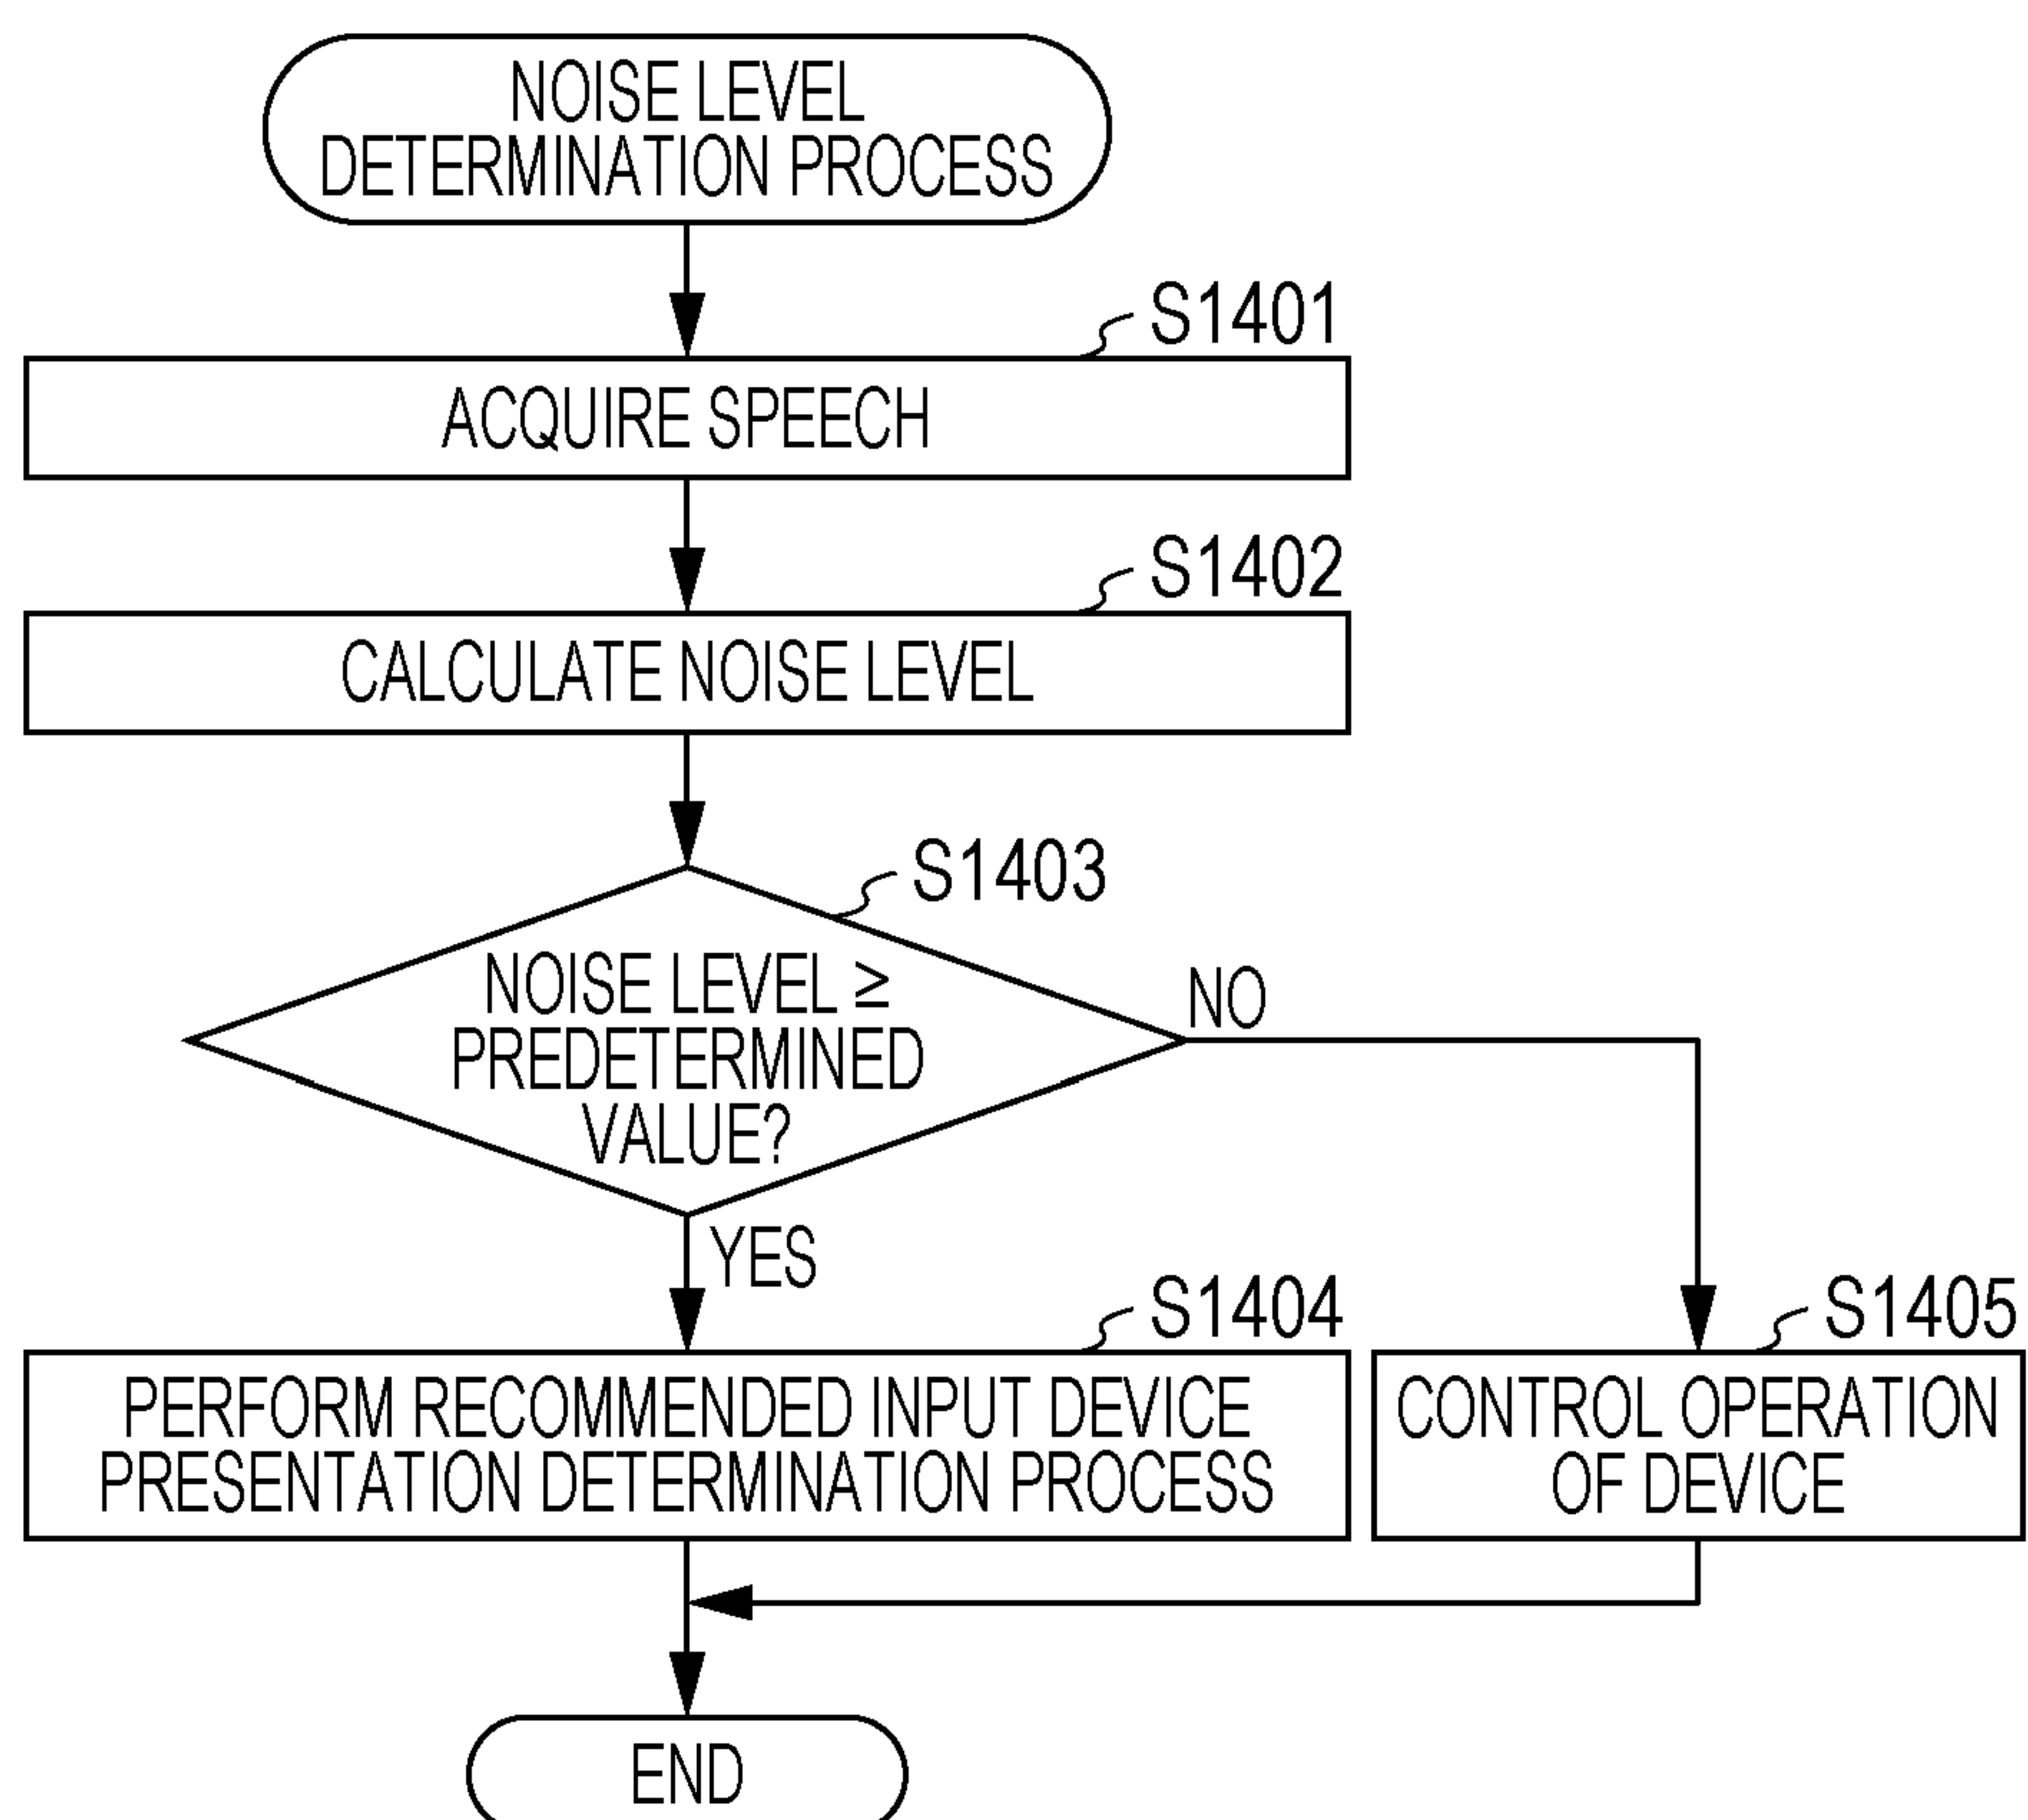 NOISE LEVEL
DETERMINATION PROCESS
S1401
ACQUIRE SPEECH
S1402
CALCULATE NOISE LEVEL
S1403
NOISE LEVEL ≥
PREDETERMINED
VALUE?
NO
YES
S1404
PERFORM RECOMMENDED INPUT DEVICE
PRESENTATION DETERMINATION PROCESS
S1405
CONTROL OPERATION
OF DEVICE
END